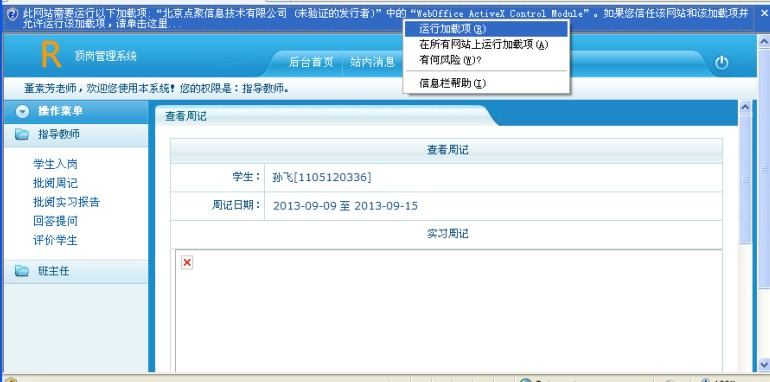 此网站需要运行以下加载项:“北京点聚信息技术有限公司 (未验证的发行者)”中的“WebOffice ActiveX Control Module”。如果您信任该网站和该加载项并
允许运行该加载项,请单击这里...
运行加载项(R)
在所有网站上运行加载项(A)
有何风险(W)?
信息栏帮助(I)
R 顶岗管理系统
后台首页 站内消息
董素芳老师,欢迎您使用本系统! 您的权限是:指导教师。
操作菜单
指导教师
学生入岗
批阅周记
批阅实习报告
回答提问
评价学生
班主任
查看周记
查看周记
学生: 孙飞[1105120336]
周记日期: 2013-09-09 至 2013-09-15
实习周记